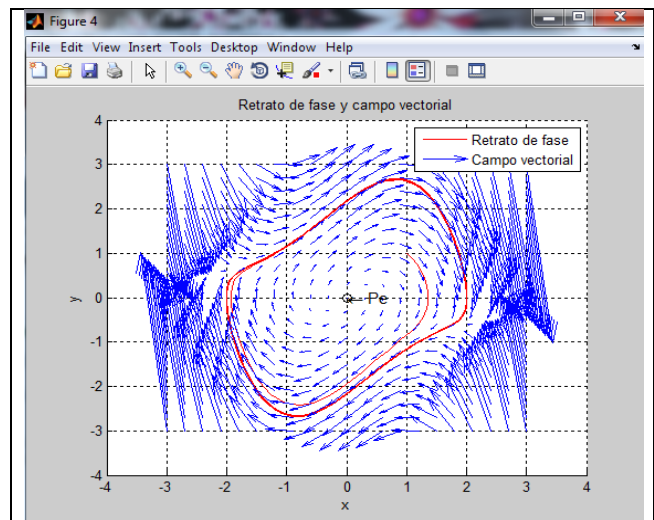 Figure 4
File Edit View Insert Tools Desktop Window Help
Retrato de fase y campo vectorial
Retrato de fase
Campo vectorial
4
3
2
1
0
-1
-2
-3
-4
y
Pe
-4 -3 -2 -1 0 1 2 3 4
x